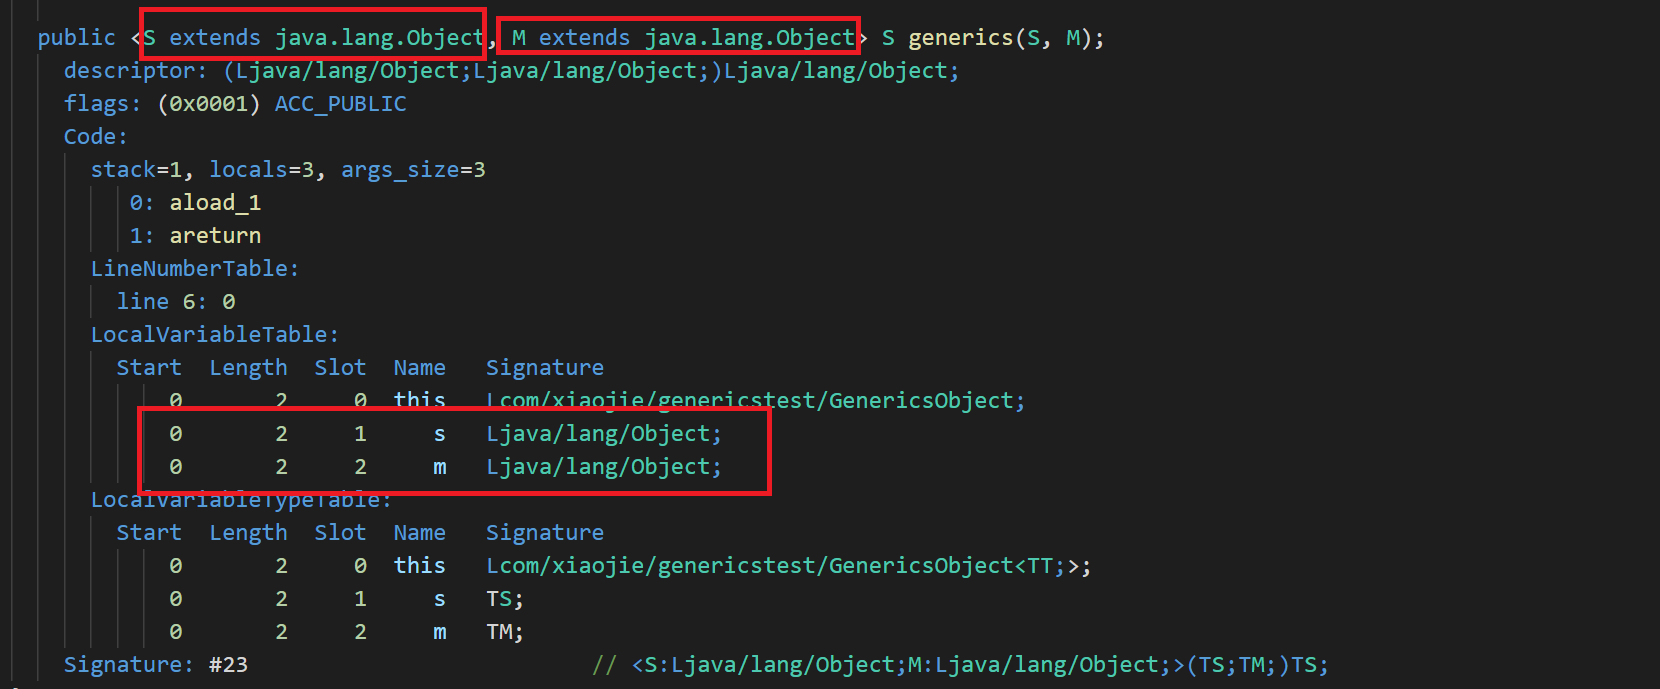 public <S extends java.lang.Object, M extends java.lang.Object> S generics(S, M);
descriptor: (Ljava/lang/Object;Ljava/lang/Object;)Ljava/lang/Object;
flags: (0x0001) ACC_PUBLIC
Code:
stack=1, locals=3, args_size=3
0: aload_1
1: areturn
LineNumberTable:
line 6: 0
LocalVariableTable:
Start Length Slot Name Signature
0 2 0 this Lcom/xiaojie/genericstest/GenericsObject;
0 2 1 s Ljava/lang/Object;
0 2 2 m Ljava/lang/Object;
LocalVariableTypeTable:
Start Length Slot Name Signature
0 2 0 this Lcom/xiaojie/genericstest/GenericsObject<TT;>;
0 2 1 s TS;
0 2 2 m TM;
Signature: #23 // <S:Ljava/lang/Object;M:Ljava/lang/Object;>(TS;TM;)TS;